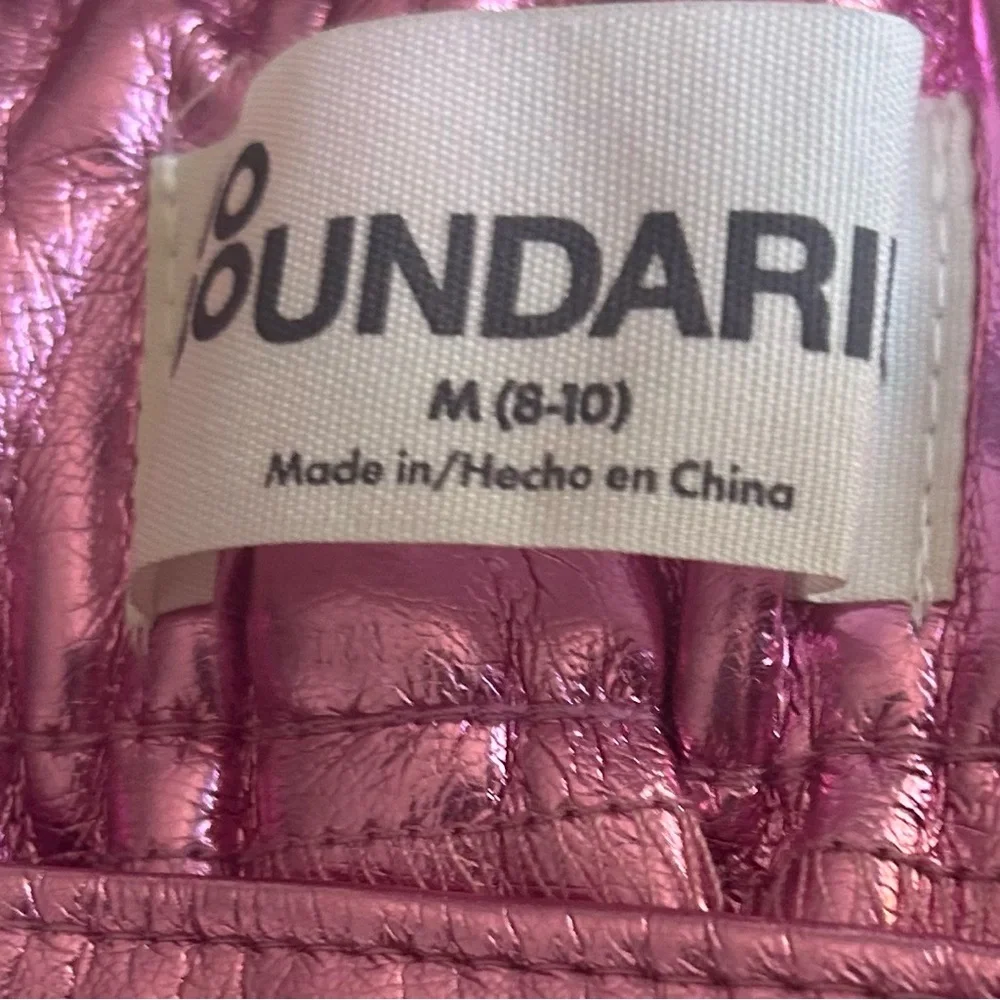 OUNDARI
M (8-10)
Made in/Hecho en China